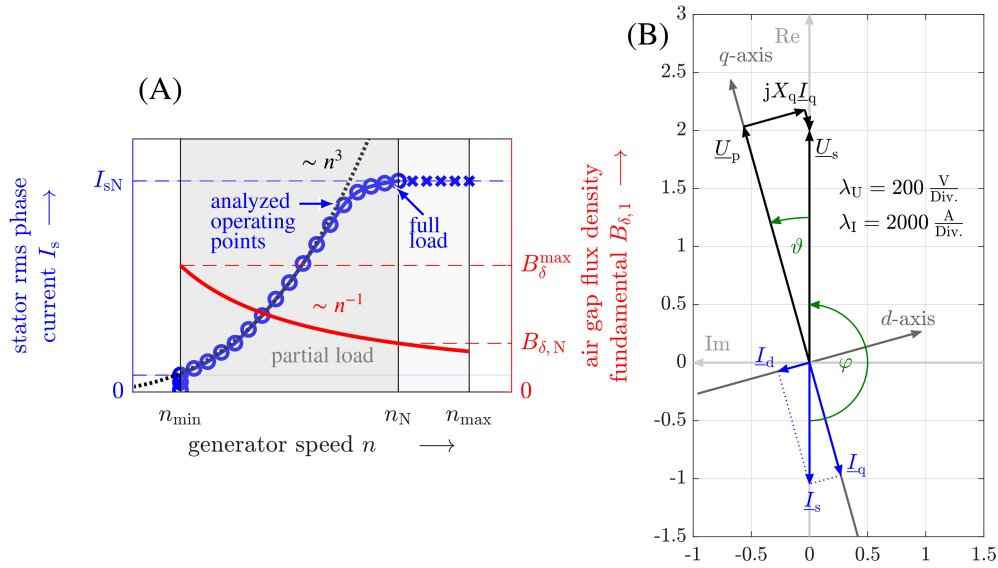 (A)
stator rms phase
current I_s ⟶
I_sN
0
~ n³
analyzed
operating
points
full
load
~ n⁻¹
partial load
B_δ^max
B_δ,N
0
air gap flux density
fundamental B_δ,1 ⟶
n_min
n_N
n_max
generator speed n ⟶
(B)
3
2.5
2
1.5
1
0.5
0
-0.5
-1
-1.5
-1
-0.5
0
0.5
1
1.5
Re
q-axis
jX_q I_q
U_p
U_s
λ_U = 200 V/Div.
λ_I = 2000 A/Div.
ϑ
d-axis
Im
I_d
φ
I_q
I_s